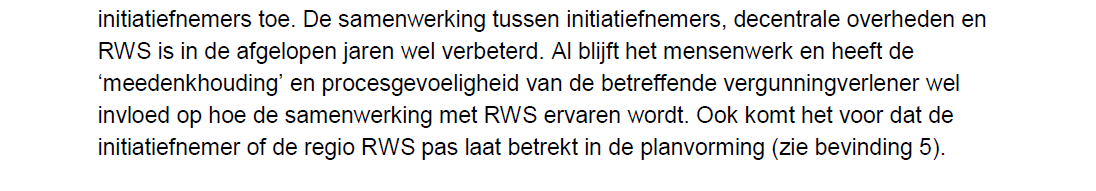 initiatiefnemers toe. De samenwerking tussen initiatiefnemers, decentrale overheden en
RWS is in de afgelopen jaren wel verbeterd. Al blijft het mensenwerk en heeft de
‘meedenkhouding’ en procesgevoeligheid van de betreffende vergunningverlener wel
invloed op hoe de samenwerking met RWS ervaren wordt. Ook komt het voor dat de
initiatiefnemer of de regio RWS pas laat betrekt in de planvorming (zie bevinding 5).